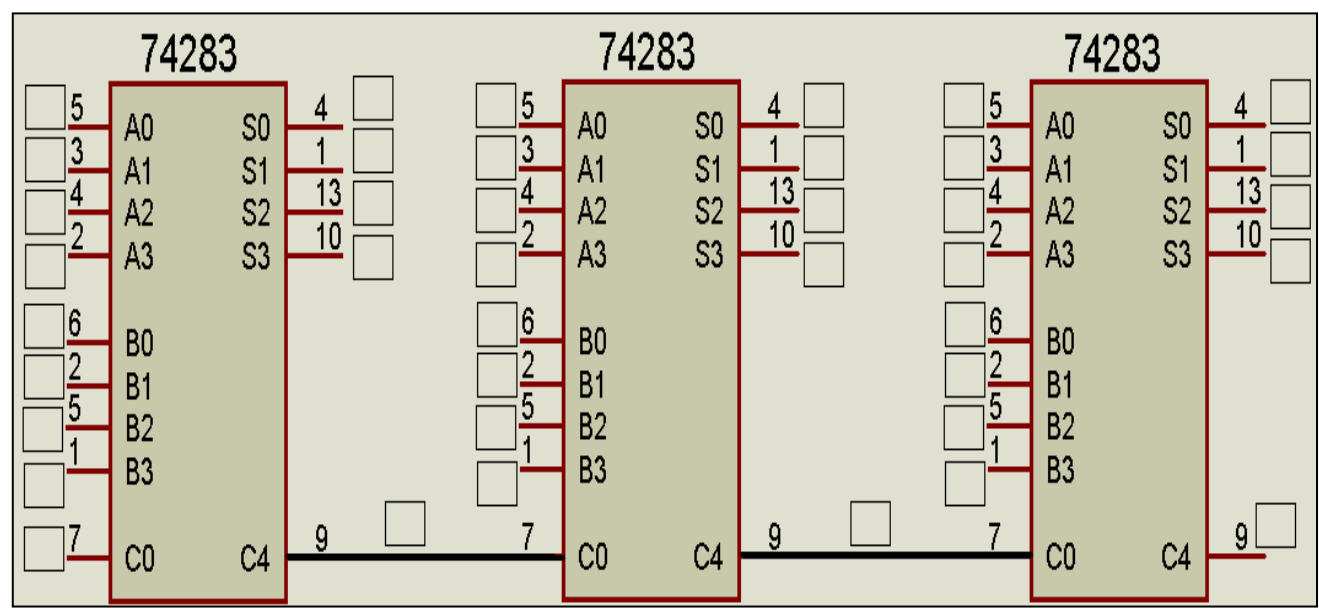 74283 74283 74283
5 A0 S0 4 5 A0 S0 4 5 A0 S0 4
3 A1 S1 1 3 A1 S1 1 3 A1 S1 1
4 A2 S2 13 4 A2 S2 13 4 A2 S2 13
2 A3 S3 10 2 A3 S3 10 2 A3 S3 10
6 B0 6 B0 6 B0
2 B1 2 B1 2 B1
5 B2 5 B2 5 B2
1 B3 1 B3 1 B3
7 C0 C4 9 7 C0 C4 9 7 C0 C4 9